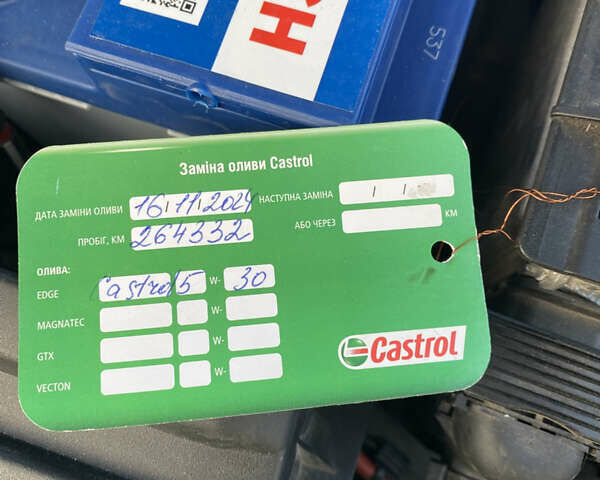 537
Заміна оливи Castrol
ДАТА ЗАМІНИ ОЛИВИ 16.11.2024 НАСТУПНА ЗАМІНА
ПРОБІГ, КМ 264332 АБО ЧЕРЕЗ КМ
ОЛИВА:
EDGE Castrol 5 W- 30
MAGNATEC W-
GTX W-
VECTON W-
Castrol